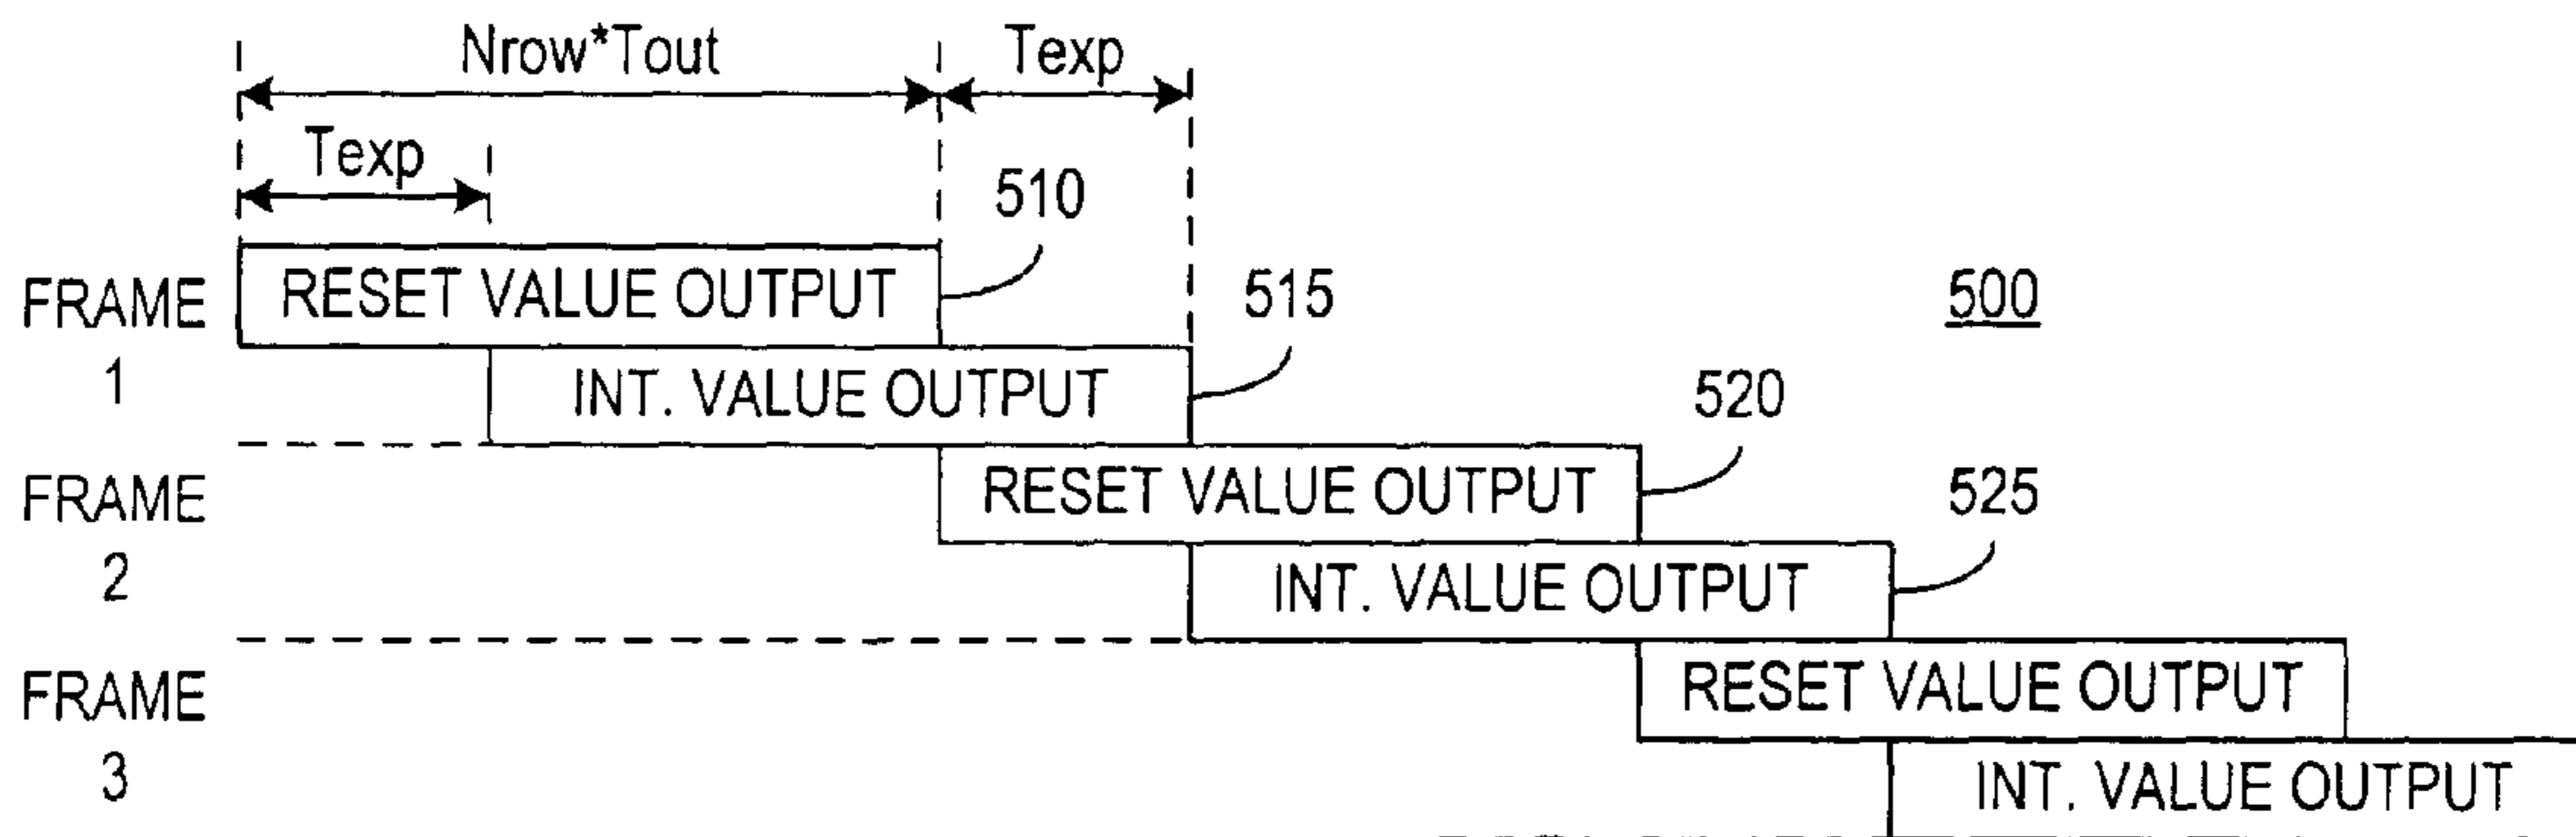 Nrow*Tout
Texp
Texp
510
FRAME 1
RESET VALUE OUTPUT
515
500
INT. VALUE OUTPUT
520
FRAME 2
RESET VALUE OUTPUT
525
INT. VALUE OUTPUT
FRAME 3
RESET VALUE OUTPUT
INT. VALUE OUTPUT